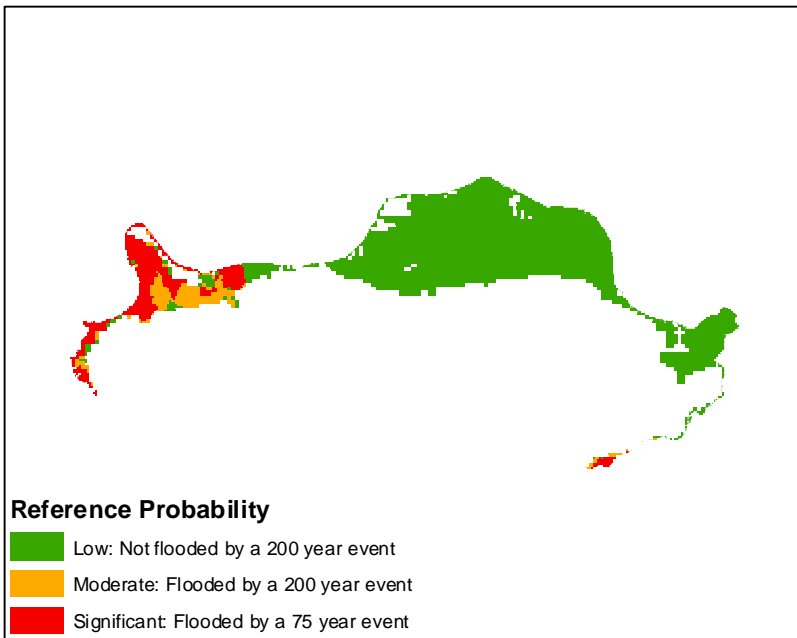 Reference Probability
Low: Not flooded by a 200 year event
Moderate: Flooded by a 200 year event
Significant: Flooded by a 75 year event